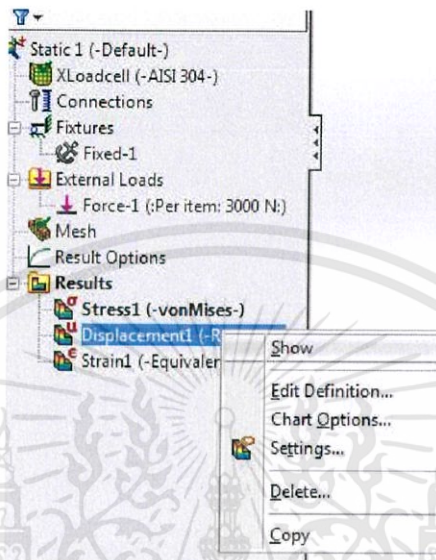 Static 1 (-Default-)
XLoadcell (-AISI 304-)
Connections
Fixtures
Fixed-1
External Loads
Force-1 (:Per item: 3000 N:)
Mesh
Result Options
Results
Stress1 (-vonMises-)
Displacement1 (-R
Strain1 (-Equivaler
Show
Edit Definition...
Chart Options...
Settings...
Delete...
Copy